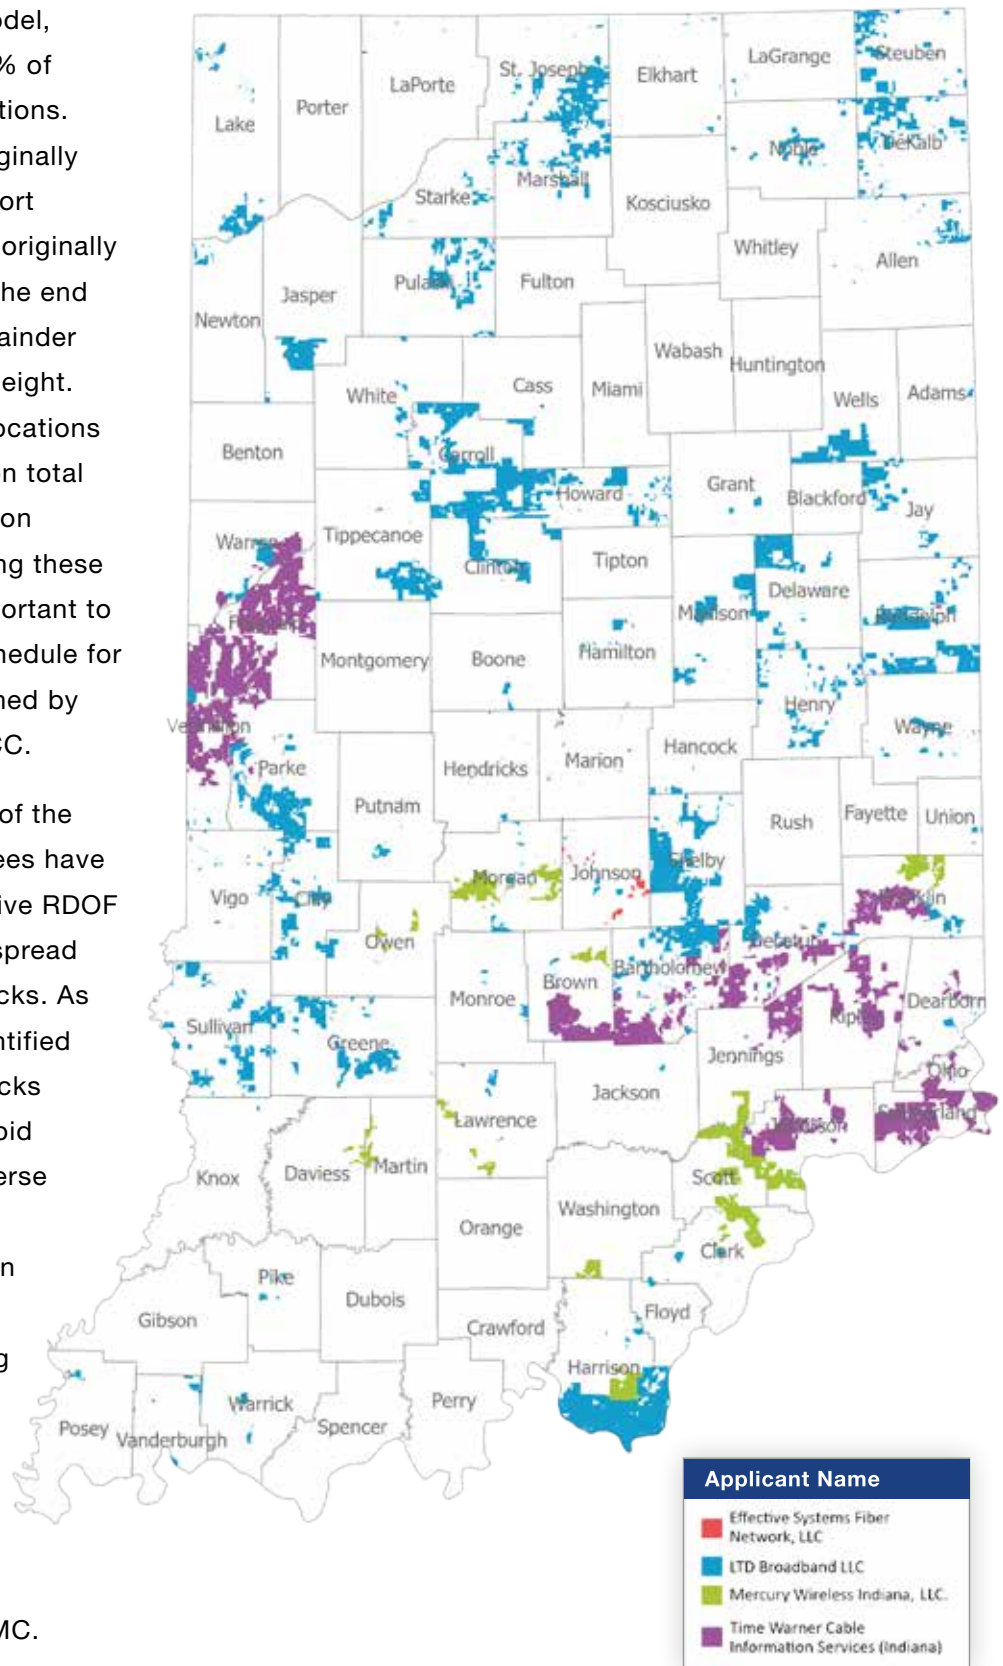 odel,
% of
tions.
ginally
ort
originally
he end
ainder
eight.
ocations
n total
on
ng these
portant to
hedule for
ned by
CC.
of the
ees have
ive RDOF
spread
cks. As
ntified
cks
oid
erse
n
g
MC.
Lake
Porter
LaPorte
St. Joseph
Elkhart
LaGrange
Steuben
Noble
DeKalb
Starke
Marshall
Kosciusko
Whitley
Allen
Newton
Jasper
Pulaski
Fulton
Wabash
Huntington
White
Cass
Miami
Wells
Adams
Benton
Carroll
Howard
Grant
Blackford
Jay
Warren
Tippecanoe
Clinton
Tipton
Delaware
Madison
Randolph
Fountain
Montgomery
Boone
Hamilton
Henry
Wayne
Vermillion
Parke
Hendricks
Marion
Hancock
Putnam
Rush
Fayette
Union
Vigo
Clay
Morgan
Johnson
Shelby
Franklin
Owen
Decatur
Bartholomew
Brown
Monroe
Dearborn
Sullivan
Greene
Ripley
Jennings
Ohio
Jackson
Lawrence
Jefferson
Switzerland
Knox
Daviess
Martin
Scott
Washington
Orange
Clark
Pike
Dubois
Gibson
Crawford
Floyd
Harrison
Perry
Warrick
Spencer
Posey
Vanderburgh
Applicant Name
Effective Systems Fiber
Network, LLC
LTD Broadband LLC
Mercury Wireless Indiana, LLC.
Time Warner Cable
Information Services (Indiana)